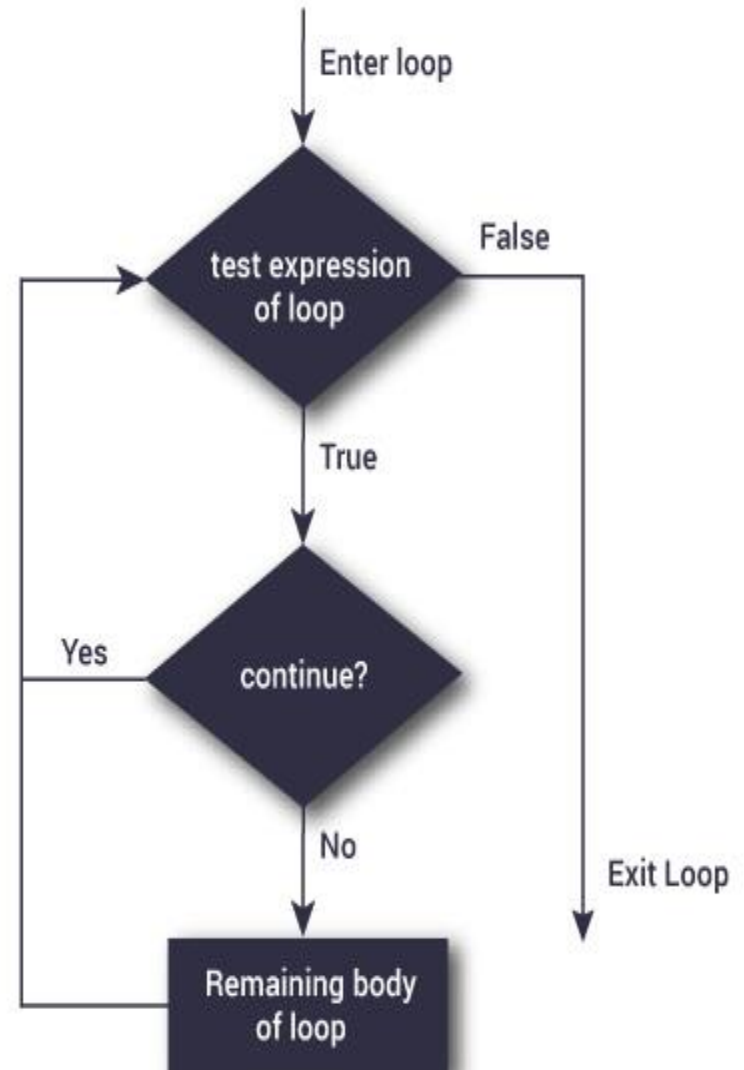 Enter loop
test expression
of loop
False
True
continue?
Yes
No
Exit Loop
Remaining body
of loop